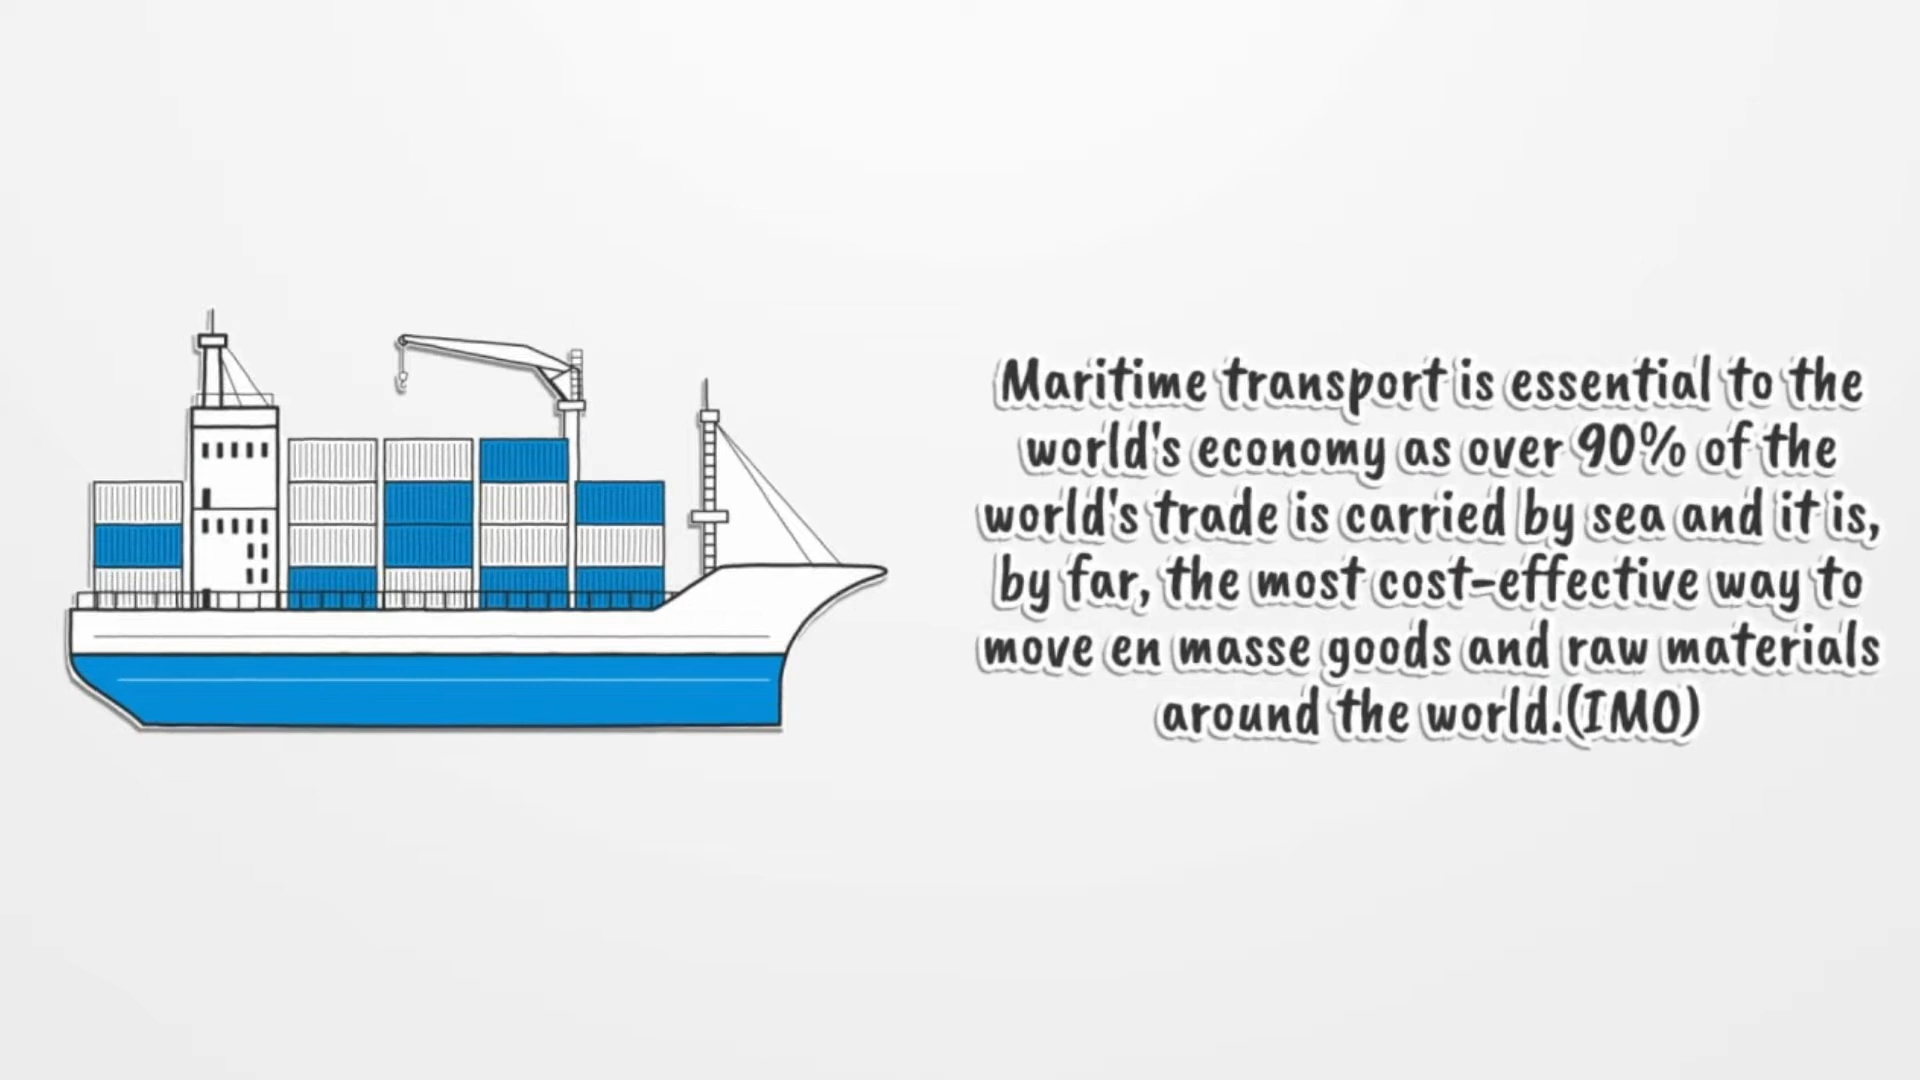 Maritime transport is essential to the
world's economy as over 90% of the
world's trade is carried by sea and it is,
by far, the most cost-effective way to
move en masse goods and raw materials
around the world.(IMO)